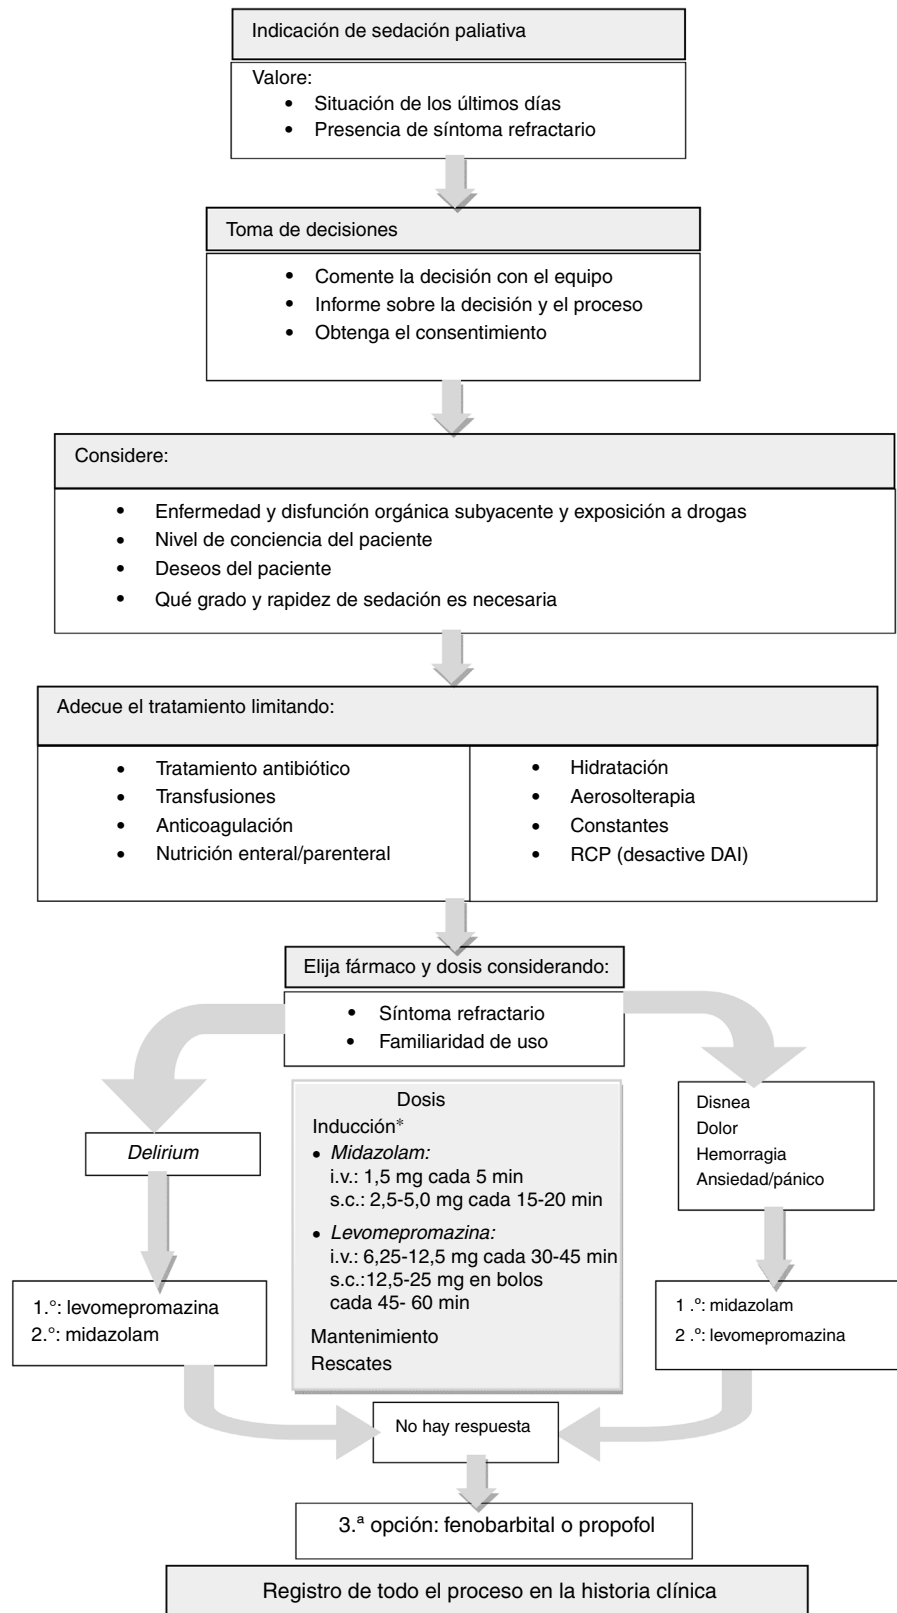 Indicación de sedación paliativa
Valore:
• Situación de los últimos días
• Presencia de síntoma refractario
Toma de decisiones
• Comente la decisión con el equipo
• Informe sobre la decisión y el proceso
• Obtenga el consentimiento
Considere:
• Enfermedad y disfunción orgánica subyacente y exposición a drogas
• Nivel de conciencia del paciente
• Deseos del paciente
• Qué grado y rapidez de sedación es necesaria
Adecue el tratamiento limitando:
• Tratamiento antibiótico
• Transfusiones
• Anticoagulación
• Nutrición enteral/parenteral
• Hidratación
• Aerosolterapia
• Constantes
• RCP (desactive DAI)
Elija fármaco y dosis considerando:
• Síntoma refractario
• Familiaridad de uso
Delirium
1.°: levomepromazina
2.°: midazolam
Dosis
Inducción*
• Midazolam:
i.v.: 1,5 mg cada 5 min
s.c.: 2,5-5,0 mg cada 15-20 min
• Levomepromazina:
i.v.: 6,25-12,5 mg cada 30-45 min
s.c.:12,5-25 mg en bolos
cada 45- 60 min
Mantenimiento
Rescates
Disnea
Dolor
Hemorragia
Ansiedad/pánico
1 .º: midazolam
2 .º: levomepromazina
No hay respuesta
3.ª opción: fenobarbital o propofol
Registro de todo el proceso en la historia clínica